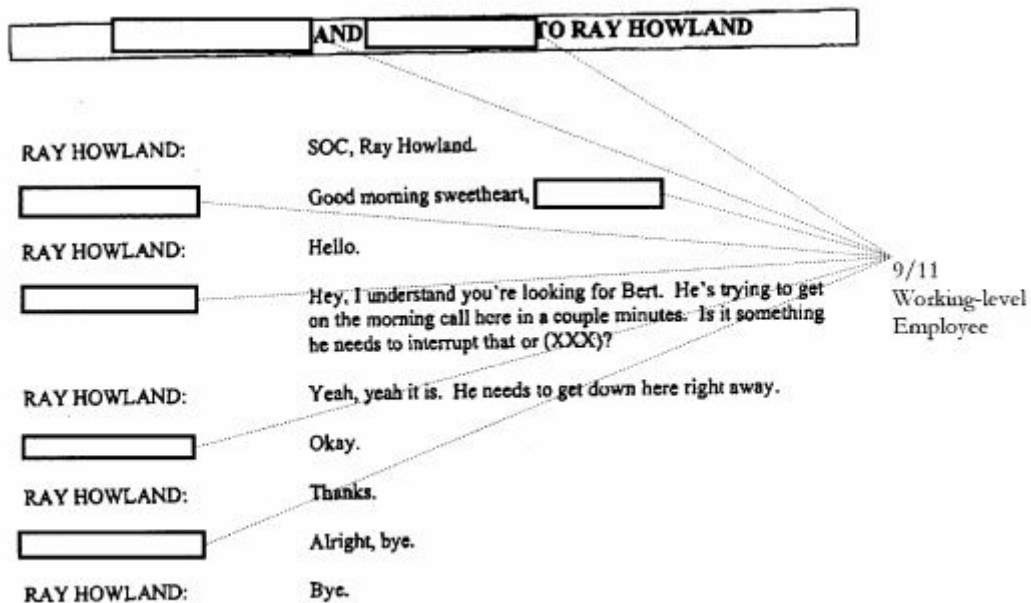 AND TO RAY HOWLAND
RAY HOWLAND: SOC, Ray Howland.
Good morning sweetheart,
RAY HOWLAND: Hello.
Hey, I understand you're looking for Bert. He's trying to get
on the morning call here in a couple minutes. Is it something
he needs to interrupt that or (XXX)?
RAY HOWLAND: Yeah, yeah it is. He needs to get down here right away.
Okay.
RAY HOWLAND: Thanks.
Alright, bye.
RAY HOWLAND: Bye.
9/11
Working-level
Employee